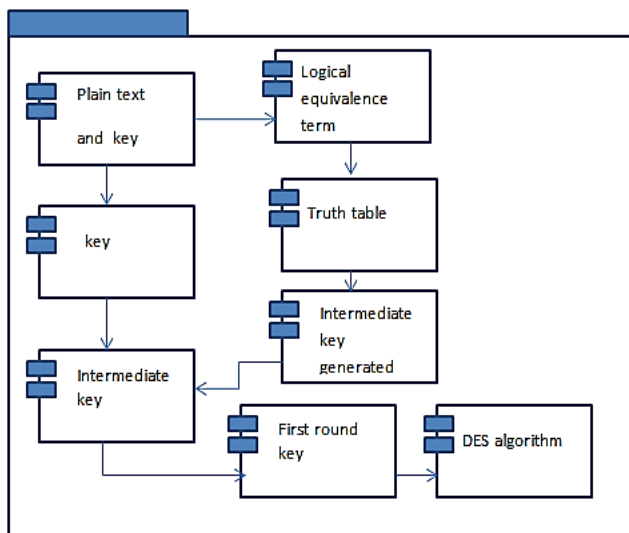 Plain text
and key
Logical
equivalence
term
key
Truth table
Intermediate
key
generated
Intermediate
key
First round
key
DES algorithm